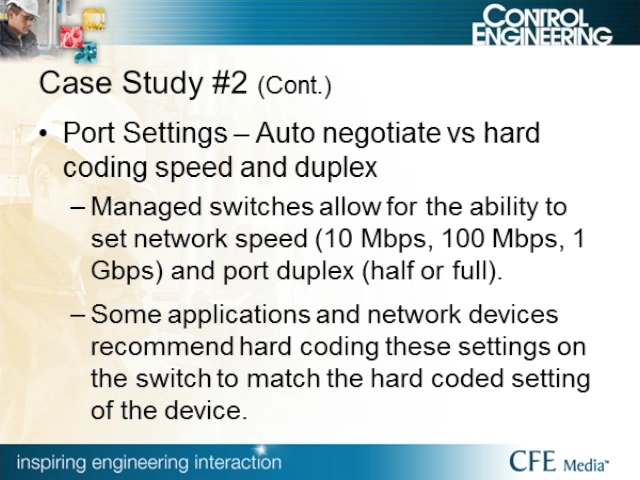 CONTROL
ENGINEERING
Case Study #2 (Cont.)
• Port Settings – Auto negotiate vs hard
coding speed and duplex
– Managed switches allow for the ability to
set network speed (10 Mbps, 100 Mbps, 1
Gbps) and port duplex (half or full).
– Some applications and network devices
recommend hard coding these settings on
the switch to match the hard coded setting
of the device.
inspiring engineering interaction
CFE Media™